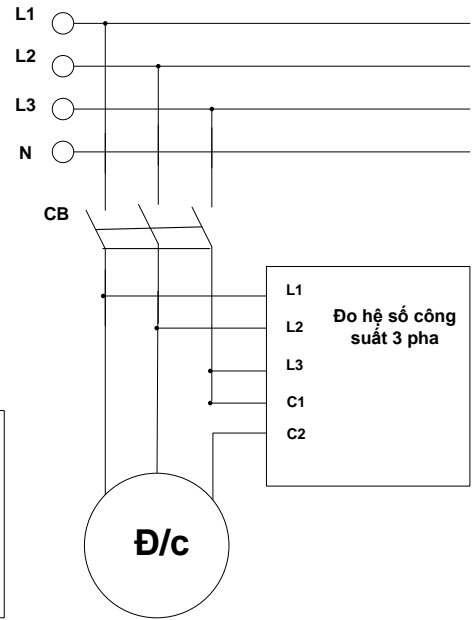 L1
L2
L3
N
CB
L1
Đo hệ số công
suất 3 pha
L2
L3
C1
C2
Đ/c